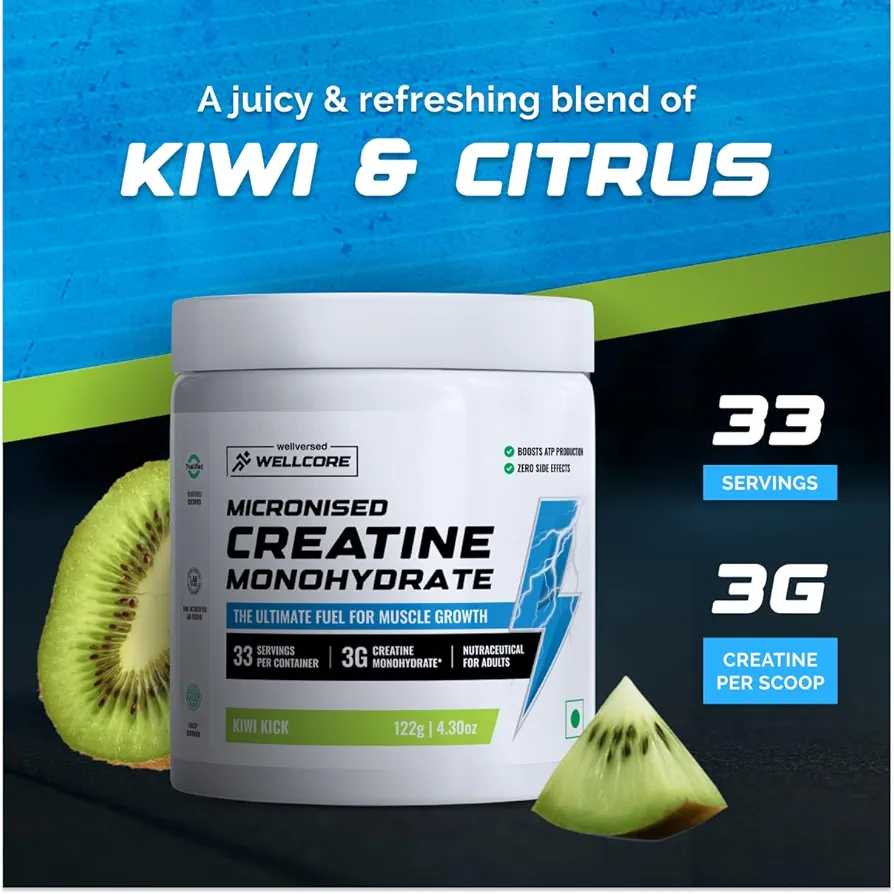 A juicy & refreshing blend of
KIWI & CITRUS
wellversed
WELLCORE
BOOSTS ATP PRODUCTION
ZERO SIDE EFFECTS
MICRONISED
CREATINE
MONOHYDRATE
THE ULTIMATE FUEL FOR MUSCLE GROWTH
33 SERVINGS PER CONTAINER
3G CREATINE MONOHYDRATE*
NUTRACEUTICAL FOR ADULTS
KIWI KICK 122g | 4.30oz
33
SERVINGS
3G
CREATINE
PER SCOOP